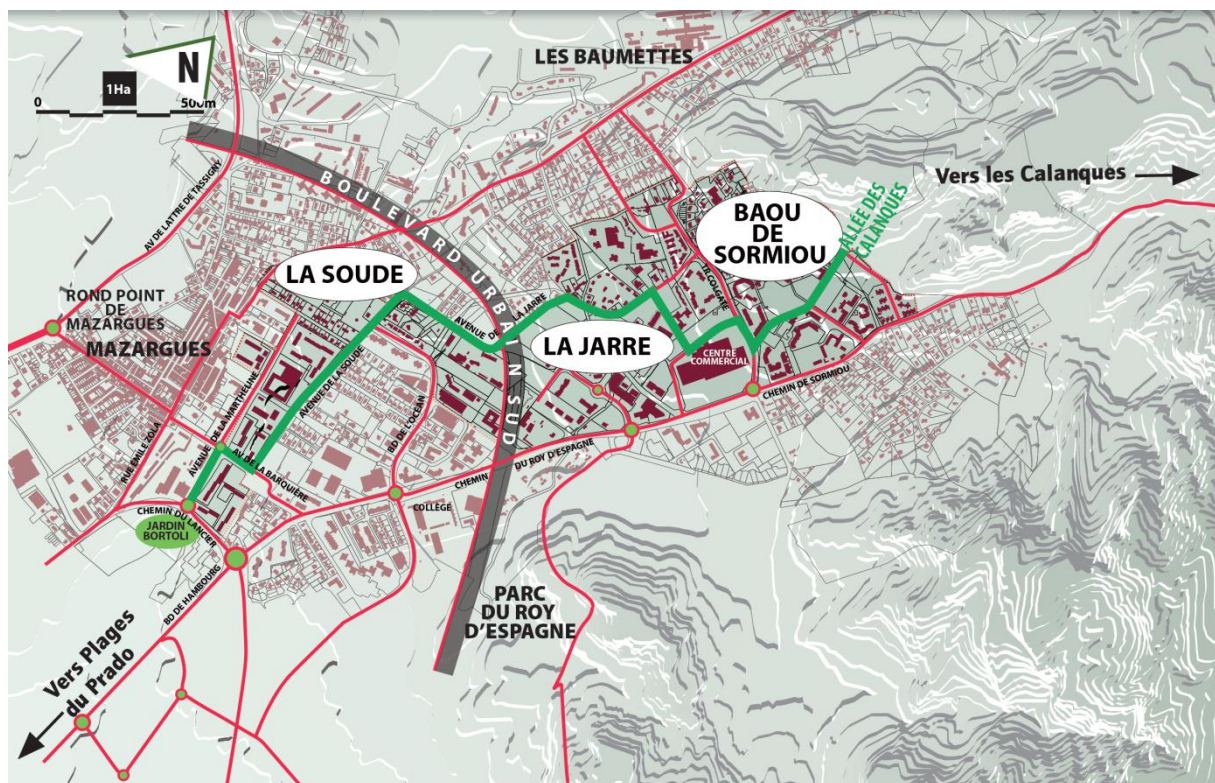 LES BAUMETTES
N
1Ha
0
500m
Vers les Calanques
BOULEVARD URBAIN SUD
AV DE LATTRE DE TASSIGNY
BAOU
DE
SORMIOU
ALLÉE DES
CALANQUES
LA SOUDE
ROND POINT
DE
MAZARGUES
MAZARGUES
AVENUE DE LA JARRE
TR.COLGATE
LA JARRE
CENTRE
COMMERCIAL
CHEMIN DE SORMIOU
AVENUE DE LA MARTHELINE
AVENUE DE LA SOUDE
RUE EMILE ZOLA
AV DE LA BARQUIÈRE
BD DE L'OCÉAN
CHEMIN
DU ROY D'ESPAGNE
CHEMIN DU LANCIER
COLLÈGE
JARDIN
BORTOLI
BD DE HAMBOURG
PARC
DU ROY
D'ESPAGNE
Vers Plages
du Prado